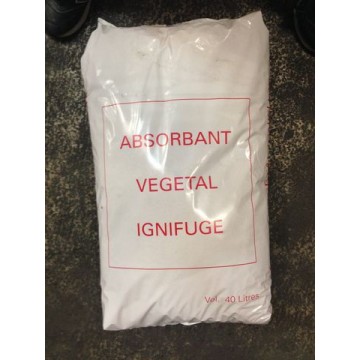 ABSORBANT
VEGETAL
IGNIFUGE
Vol. 40 Litres